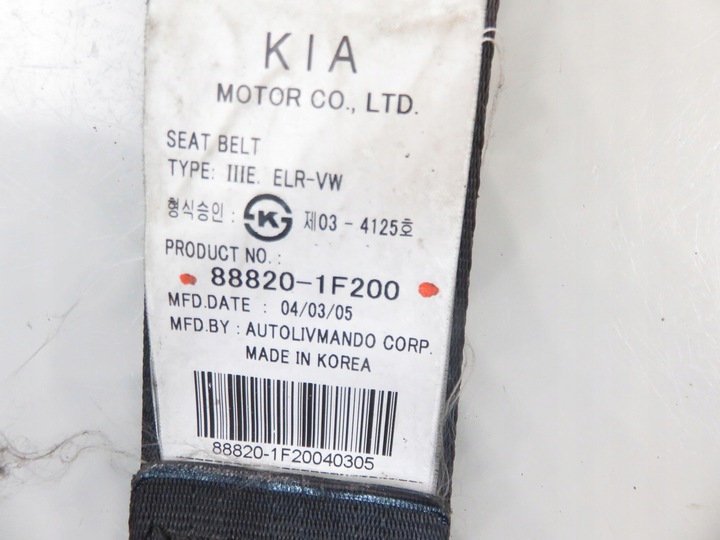 KIA
MOTOR CO., LTD.
SEAT BELT
TYPE: IIIE. ELR-VW
형식승인 : K 제03 - 4125호
PRODUCT NO. :
88820-1F200
MFD.DATE : 04/03/05
MFD.BY : AUTOLIVMANDO CORP.
MADE IN KOREA
88820-1F20040305